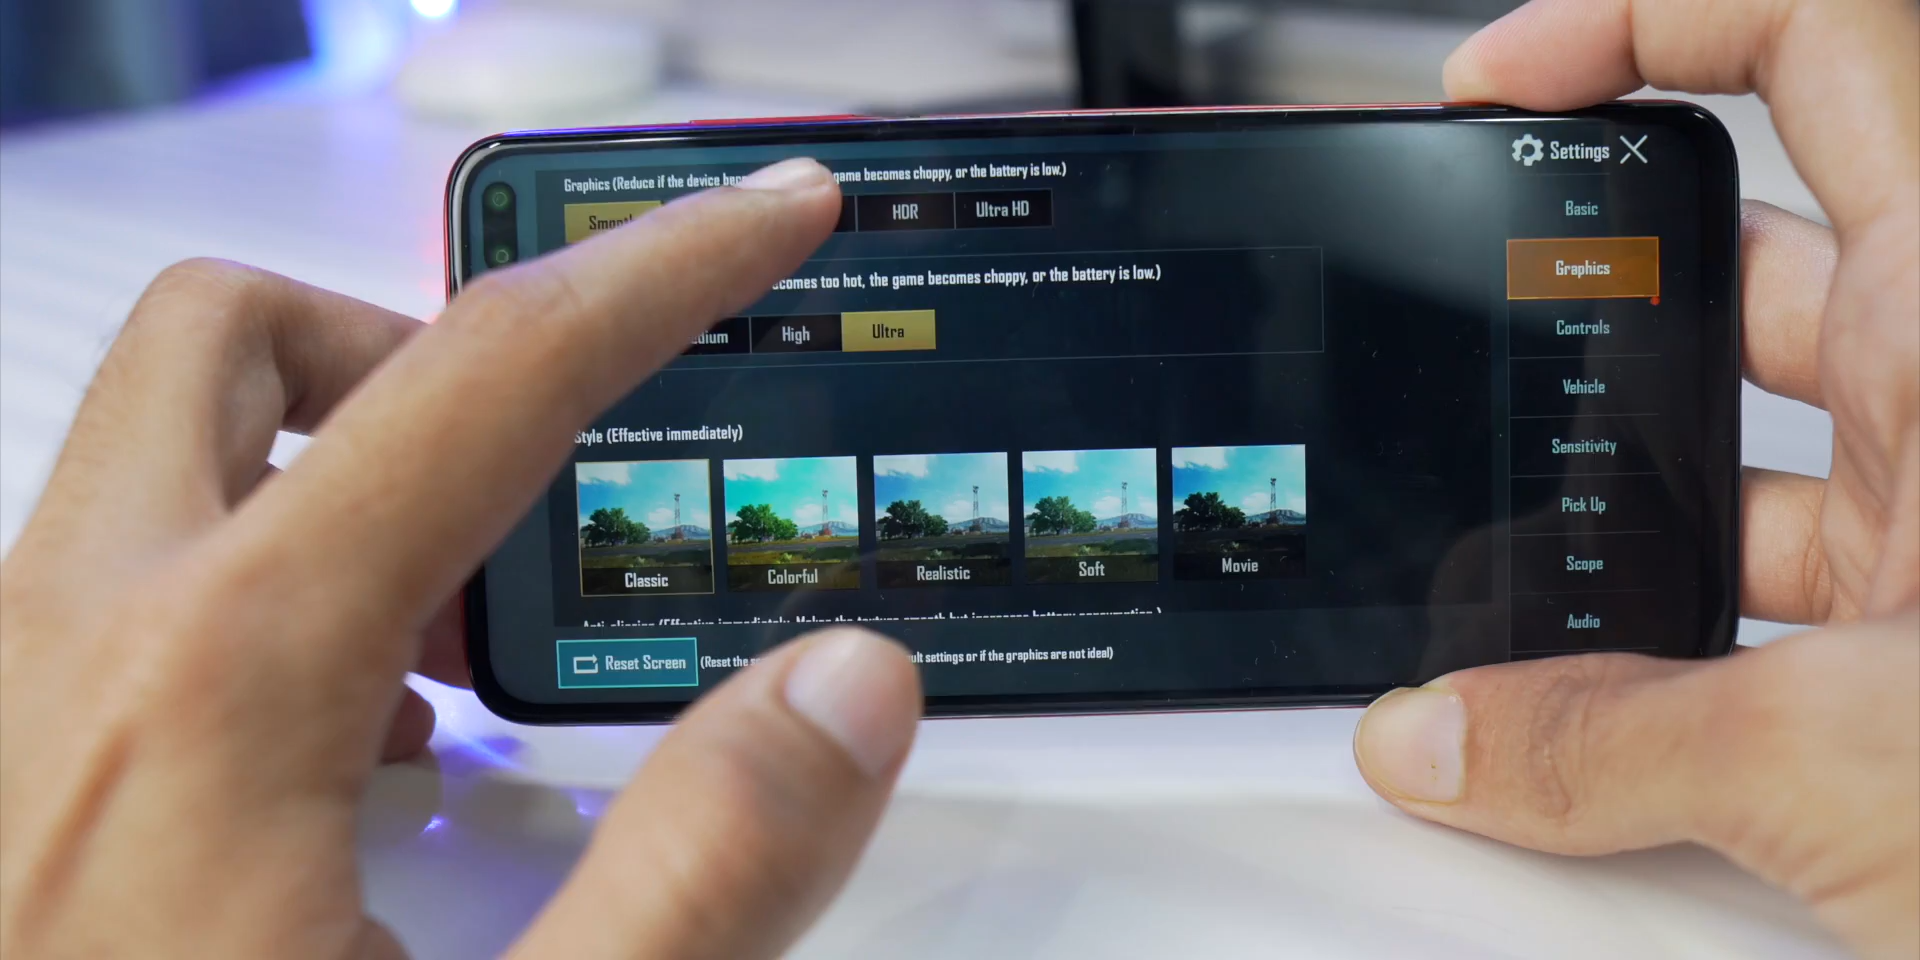 Settings
Graphics (Reduce if the device game becomes choppy, or the battery is low.)
HDR Ultra HD
too hot, the game becomes choppy, or the battery is low.)
High Ultra
Style (Effective immediately)
Classic Colorful Realistic Soft Movie
Reset Screen (Reset the settings or if the graphics are not ideal)
Basic
Graphics
Controls
Vehicle
Sensitivity
Pick Up
Scope
Audio